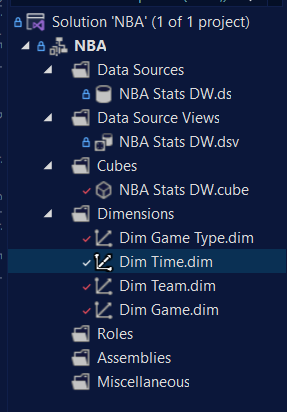 Solution 'NBA' (1 of 1 project)
NBA
Data Sources
NBA Stats DW.ds
Data Source Views
NBA Stats DW.dsv
Cubes
NBA Stats DW.cube
Dimensions
Dim Game Type.dim
Dim Time.dim
Dim Team.dim
Dim Game.dim
Roles
Assemblies
Miscellaneous